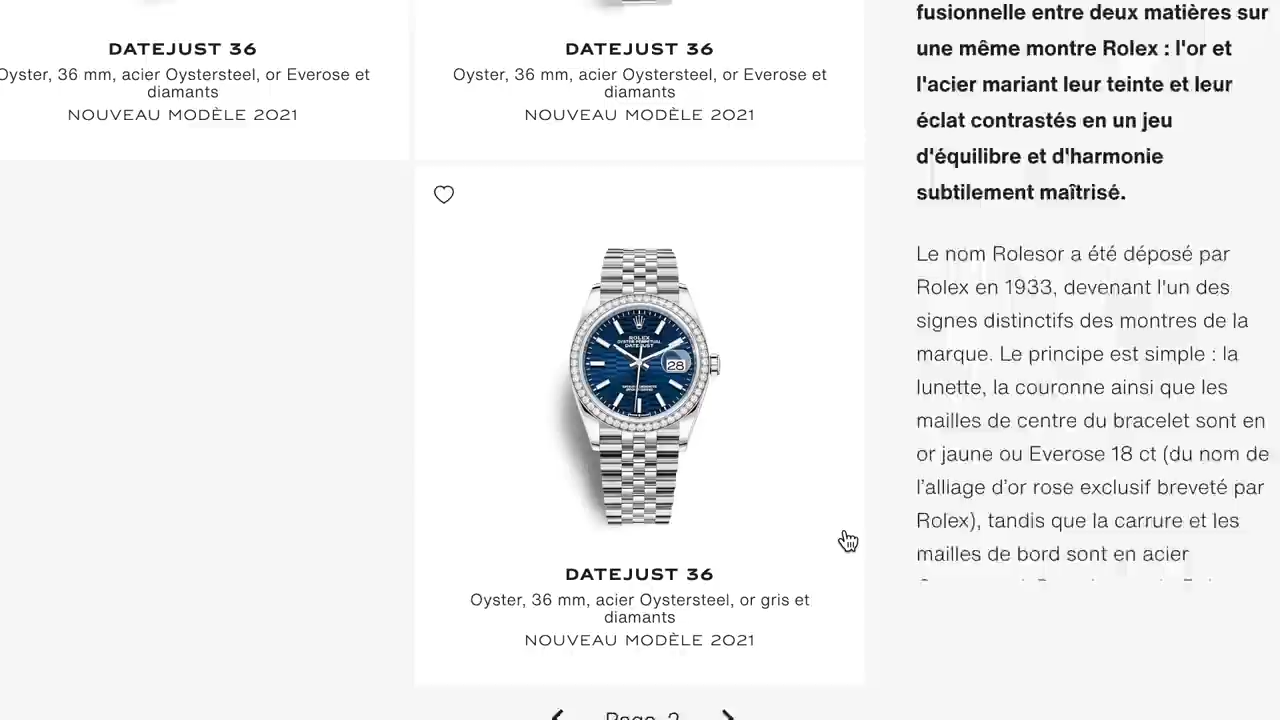 DATEJUST 36
Oyster, 36 mm, acier Oystersteel, or Everose et
diamants
NOUVEAU MODÈLE 2021
DATEJUST 36
Oyster, 36 mm, acier Oystersteel, or Everose et
diamants
NOUVEAU MODÈLE 2021
ROLEX
OYSTER PERPETUAL
DATEJUST
28
DATEJUST 36
Oyster, 36 mm, acier Oystersteel, or gris et
diamants
NOUVEAU MODÈLE 2021
Page 2
fusionnelle entre deux matières sur
une même montre Rolex : l'or et
l'acier mariant leur teinte et leur
éclat contrastés en un jeu
d'équilibre et d'harmonie
subtilement maîtrisé.
Le nom Rolesor a été déposé par
Rolex en 1933, devenant l'un des
signes distinctifs des montres de la
marque. Le principe est simple : la
lunette, la couronne ainsi que les
mailles de centre du bracelet sont en
or jaune ou Everose 18 ct (du nom de
l’alliage d’or rose exclusif breveté par
Rolex), tandis que la carrure et les
mailles de bord sont en acier